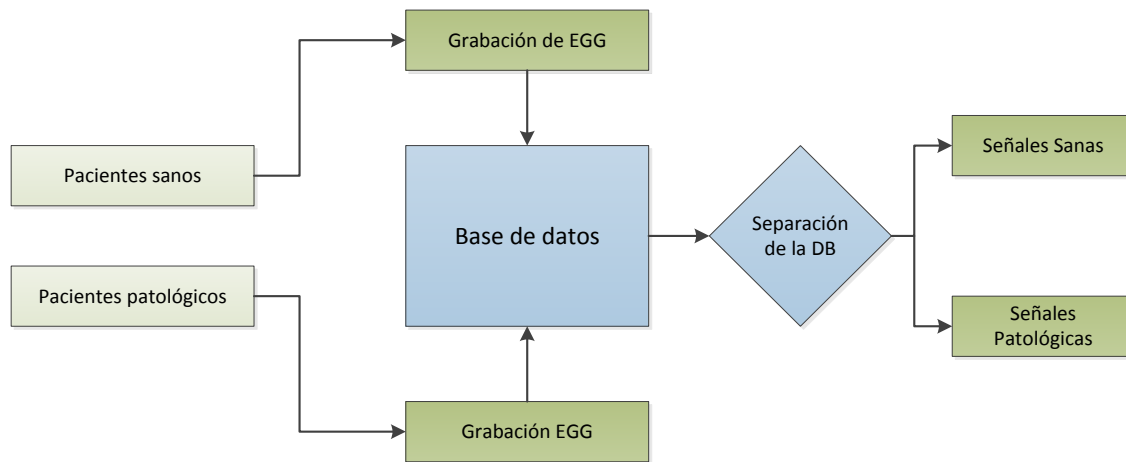 Grabación de EGG
Pacientes sanos
Pacientes patológicos
Base de datos
Grabación EGG
Separación
de la DB
Señales Sanas
Señales
Patológicas